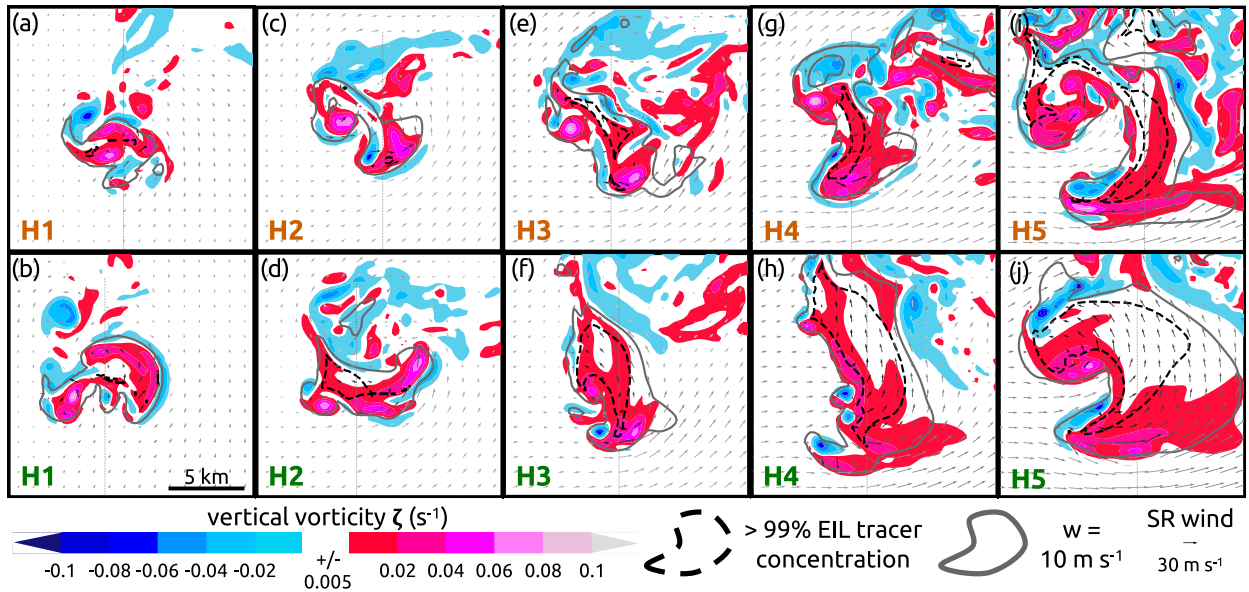 (a)
(c)
(e)
(g)
(i)
H1
H2
H3
H4
H5
(b)
(d)
(f)
(h)
(j)
5 km
H1
H2
H3
H4
H5
vertical vorticity ζ (s⁻¹)
-0.1 -0.08 -0.06 -0.04 -0.02 +/- 0.005 0.02 0.04 0.06 0.08 0.1
> 99% EIL tracer
concentration
w =
10 m s⁻¹
SR wind
→
30 m s⁻¹